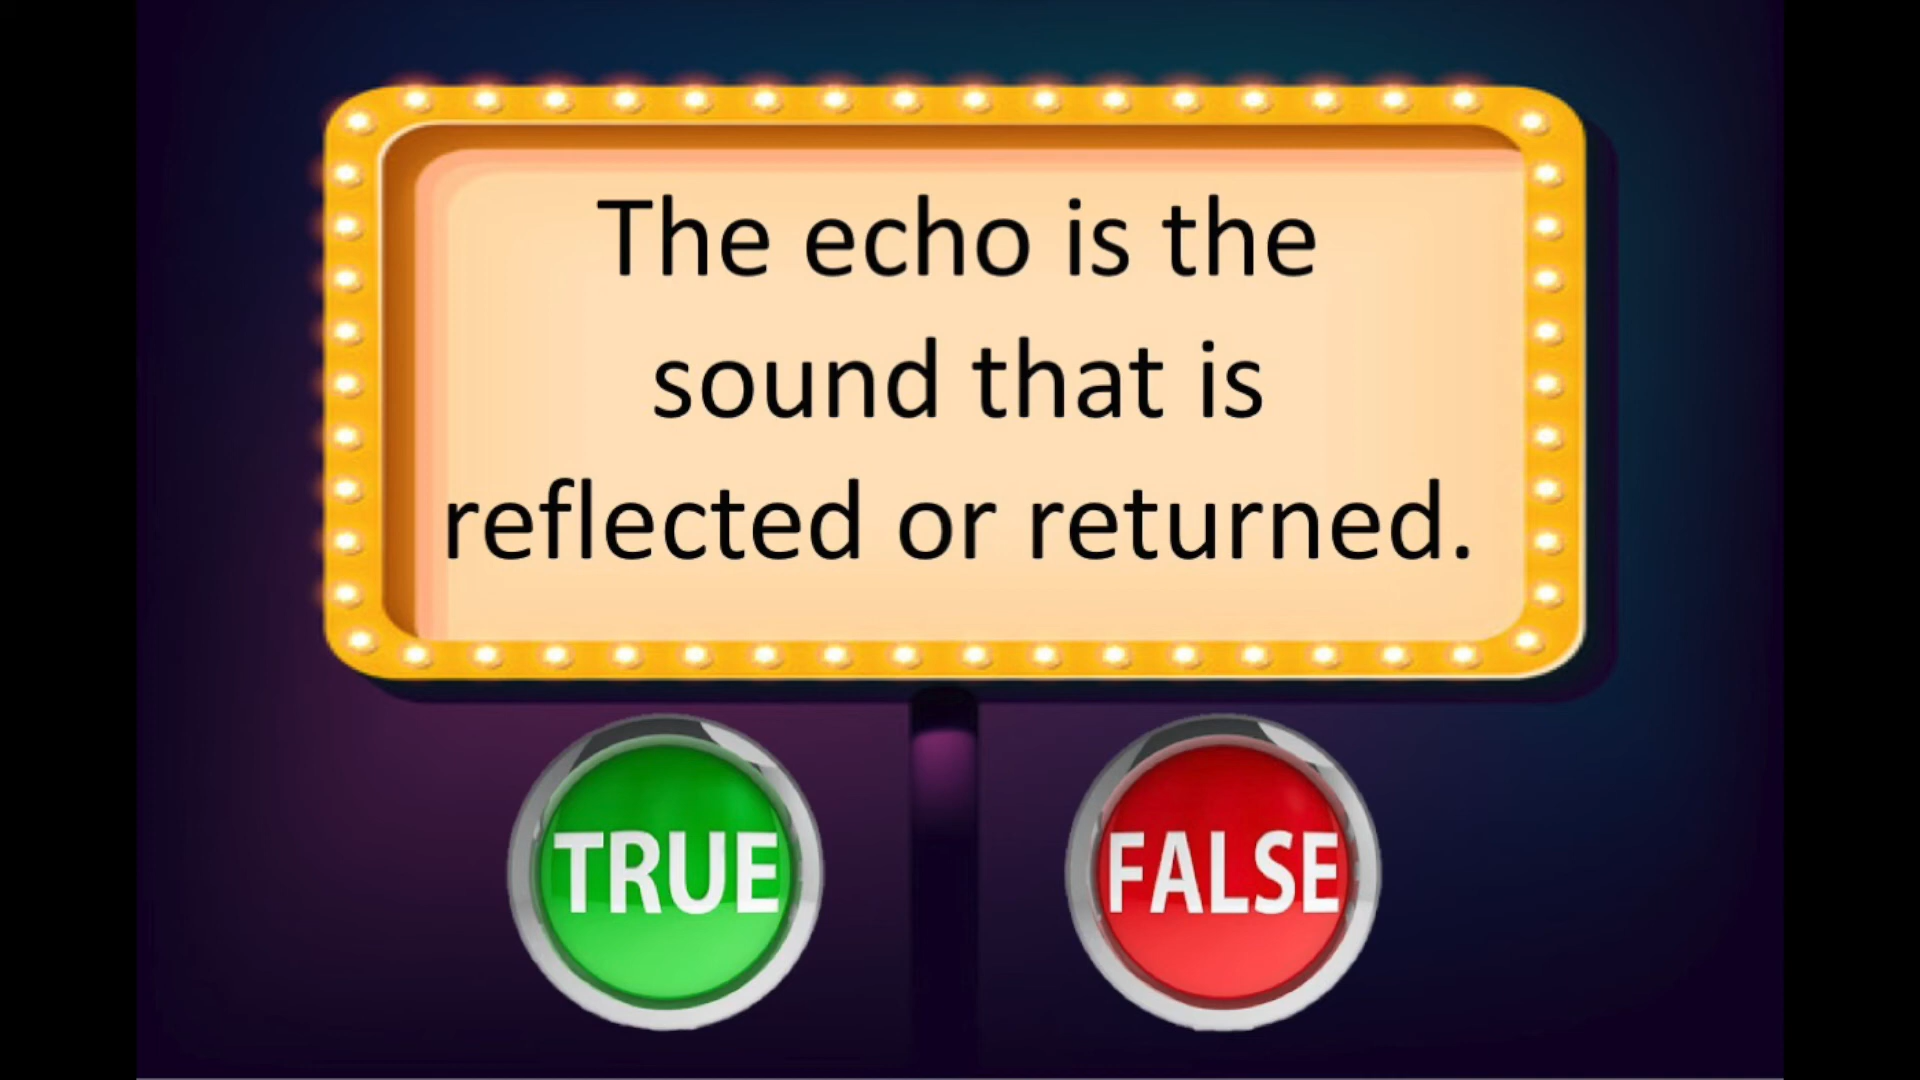 The echo is the
sound that is
reflected or returned.
TRUE
FALSE